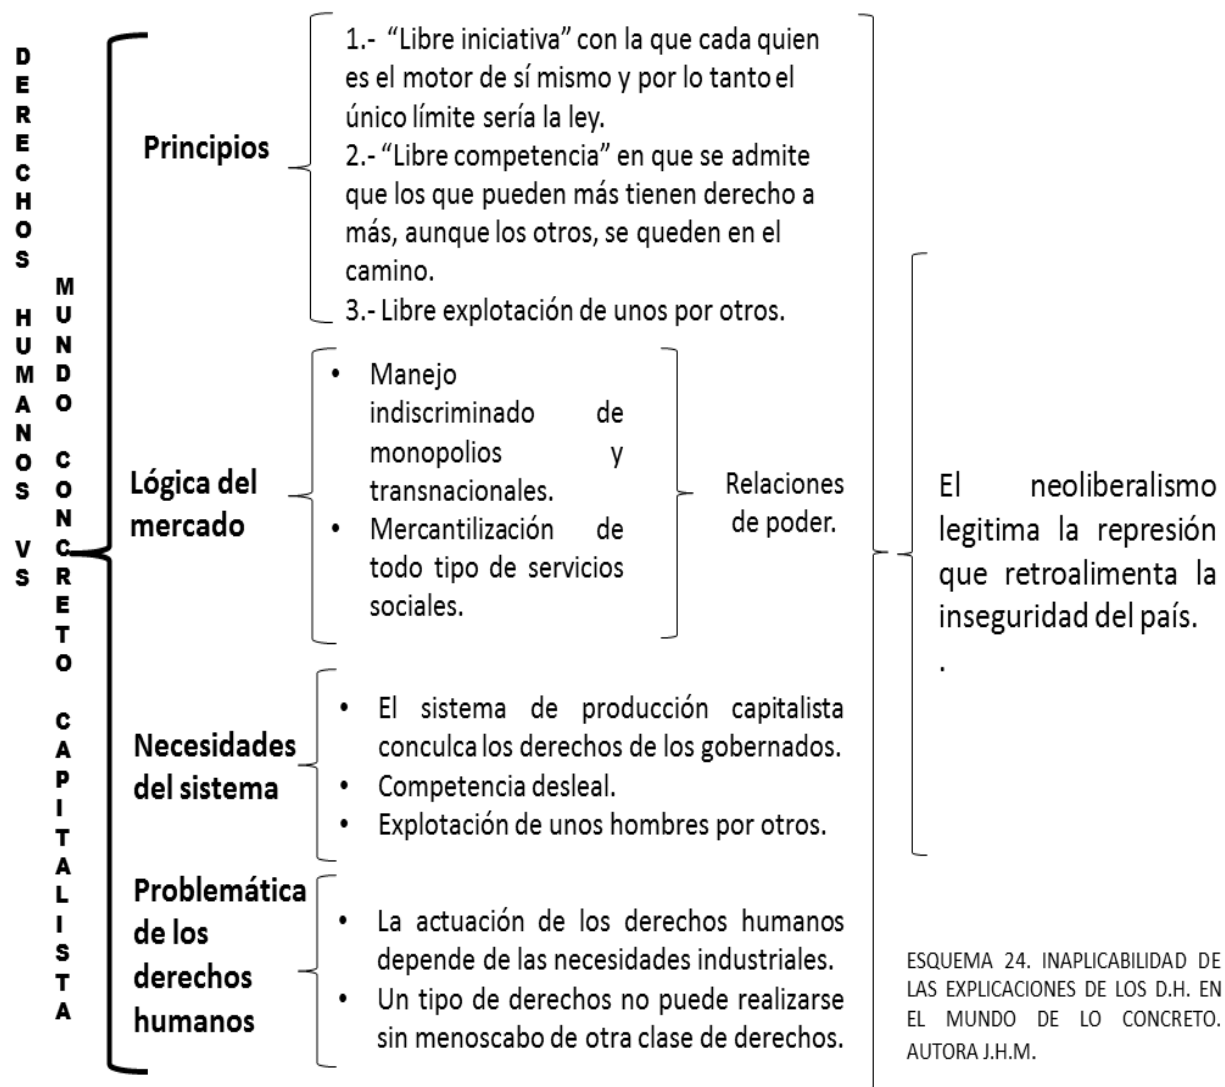 DERECHOS HUMANOS VS
MUNDO CONCRETO CAPITALISTA
Principios
1.- “Libre iniciativa” con la que cada quien
es el motor de sí mismo y por lo tanto el
único límite sería la ley.
2.- “Libre competencia” en que se admite
que los que pueden más tienen derecho a
más, aunque los otros, se queden en el
camino.
3.- Libre explotación de unos por otros.
Lógica del
mercado
• Manejo
indiscriminado de
monopolios y
transnacionales.
• Mercantilización de
todo tipo de servicios
sociales.
Relaciones
de poder.
Necesidades
del sistema
• El sistema de producción capitalista
conculca los derechos de los gobernados.
• Competencia desleal.
• Explotación de unos hombres por otros.
Problemática
de los
derechos
humanos
• La actuación de los derechos humanos
depende de las necesidades industriales.
• Un tipo de derechos no puede realizarse
sin menoscabo de otra clase de derechos.
El neoliberalismo
legitima la represión
que retroalimenta la
inseguridad del país.
.
ESQUEMA 24. INAPLICABILIDAD DE
LAS EXPLICACIONES DE LOS D.H. EN
EL MUNDO DE LO CONCRETO.
AUTORA J.H.M.